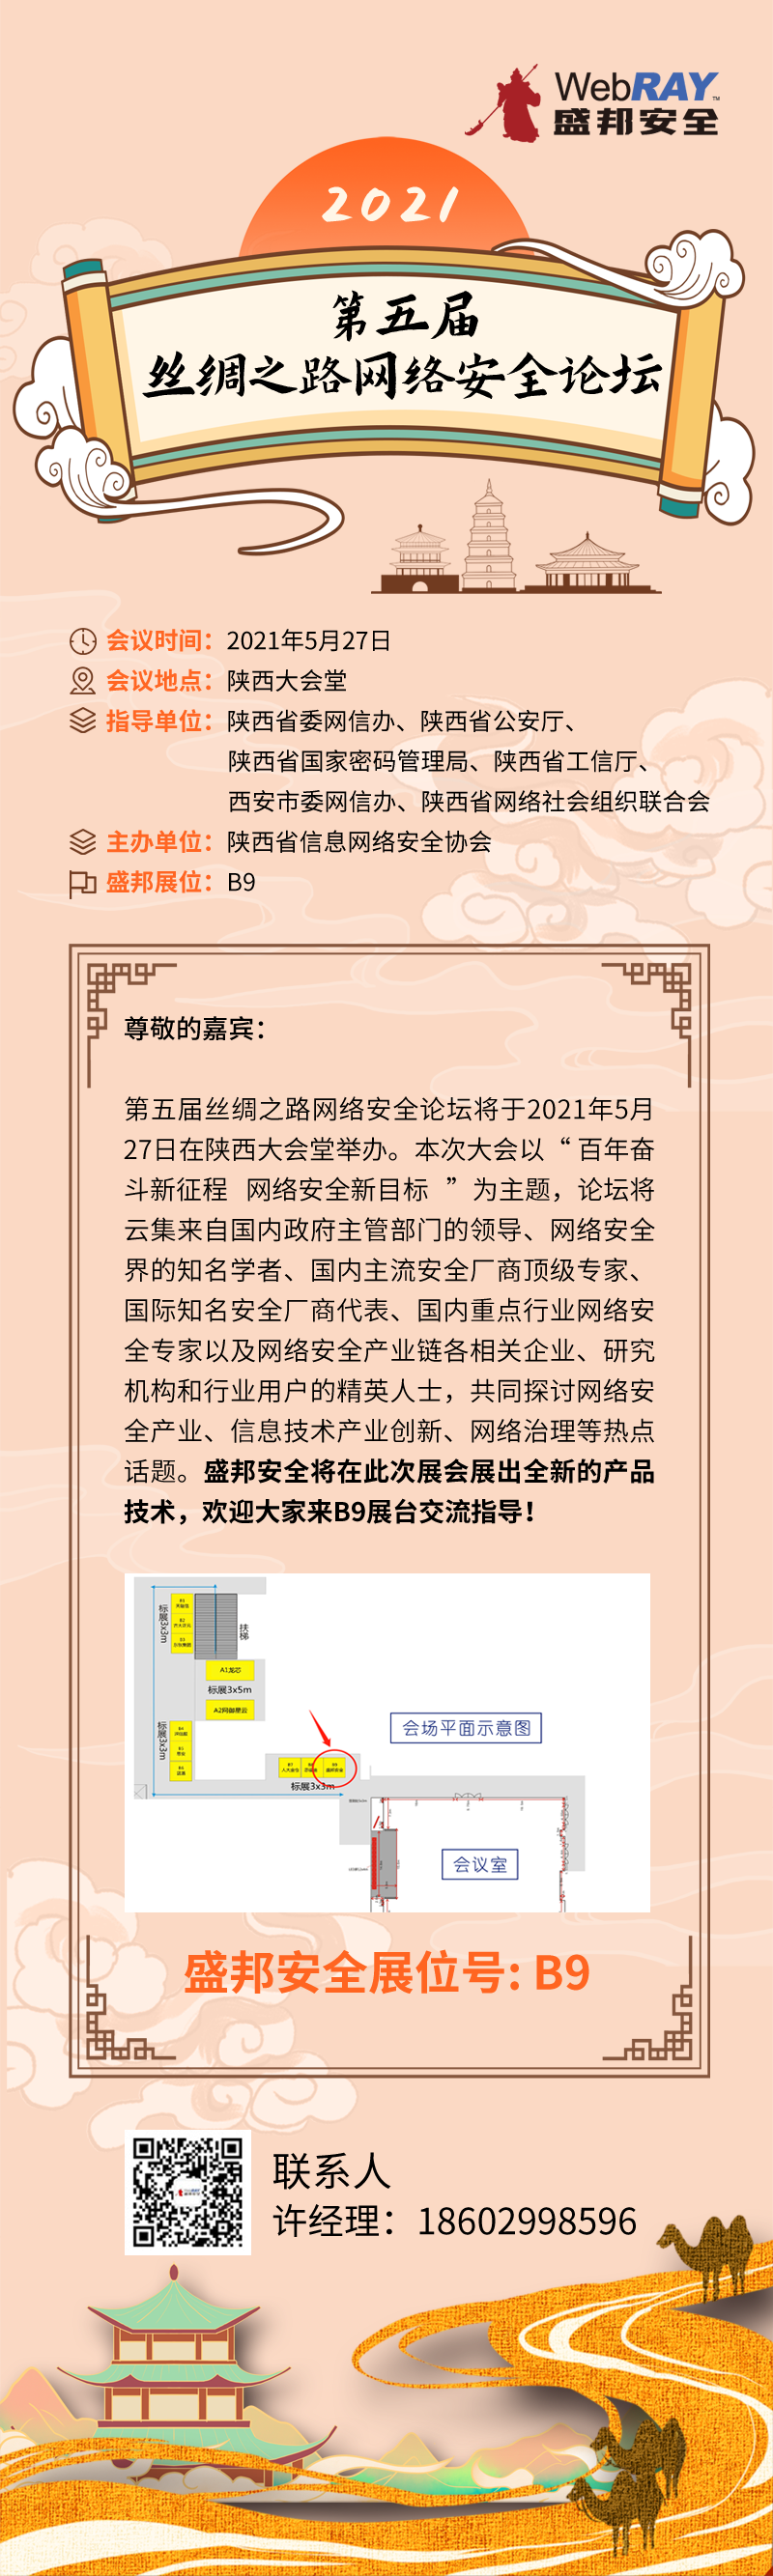 WebRAY™
盛邦安全
2021
第五届
丝绸之路网络安全论坛
会议时间：2021年5月27日
会议地点：陕西大会堂
指导单位：陕西省委网信办、陕西省公安厅、
陕西省国家密码管理局、陕西省工信厅、
西安市委网信办、陕西省网络社会组织联合会
主办单位：陕西省信息网络安全协会
盛邦展位：B9
尊敬的嘉宾：
第五届丝绸之路网络安全论坛将于2021年5月
27日在陕西大会堂举办。本次大会以“ 百年奋
斗新征程 网络安全新目标 ”为主题，论坛将
云集来自国内政府主管部门的领导、网络安全
界的知名学者、国内主流安全厂商顶级专家、
国际知名安全厂商代表、国内重点行业网络安
全专家以及网络安全产业链各相关企业、研究
机构和行业用户的精英人士，共同探讨网络安
全产业、信息技术产业创新、网络治理等热点
话题。盛邦安全将在此次展会展出全新的产品
技术，欢迎大家来B9展台交流指导！
标展3x3m
B1
B2
B3
扶梯
A1龙芯
标展3x5m
A2网御星云
标展3x3m
B4
B5
B6
B7
B8
B9
盛邦安全
标展3x3m
会场平面示意图
会议室
盛邦安全展位号: B9
联系人
许经理：18602998596